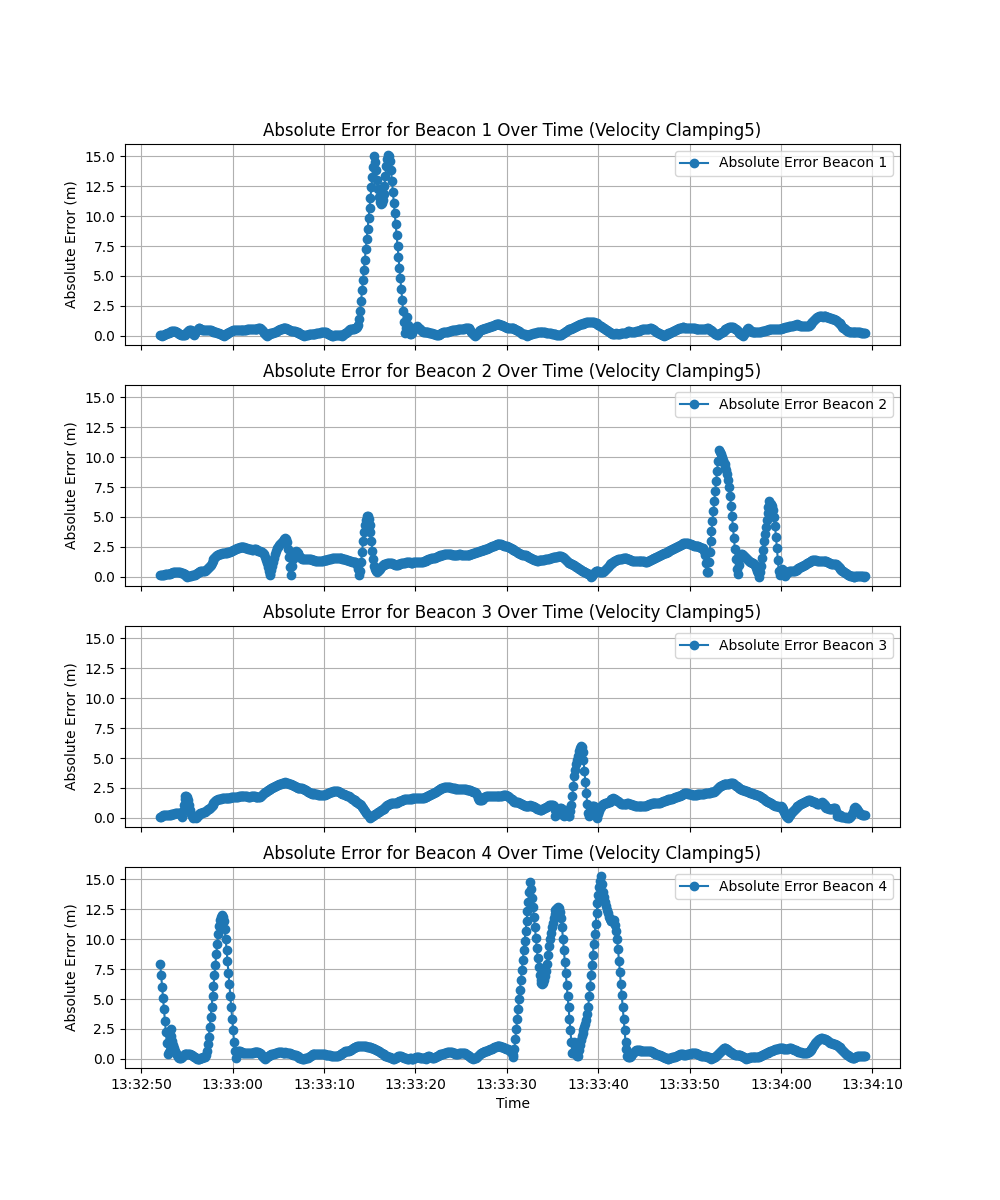 Absolute Error for Beacon 1 Over Time (Velocity Clamping5)
Absolute Error Beacon 1
Absolute Error (m)
15.0
12.5
10.0
7.5
5.0
2.5
0.0
Absolute Error for Beacon 2 Over Time (Velocity Clamping5)
Absolute Error Beacon 2
Absolute Error (m)
15.0
12.5
10.0
7.5
5.0
2.5
0.0
Absolute Error for Beacon 3 Over Time (Velocity Clamping5)
Absolute Error Beacon 3
Absolute Error (m)
15.0
12.5
10.0
7.5
5.0
2.5
0.0
Absolute Error for Beacon 4 Over Time (Velocity Clamping5)
Absolute Error Beacon 4
Absolute Error (m)
15.0
12.5
10.0
7.5
5.0
2.5
0.0
13:32:50 13:33:00 13:33:10 13:33:20 13:33:30 13:33:40 13:33:50 13:34:00 13:34:10
Time